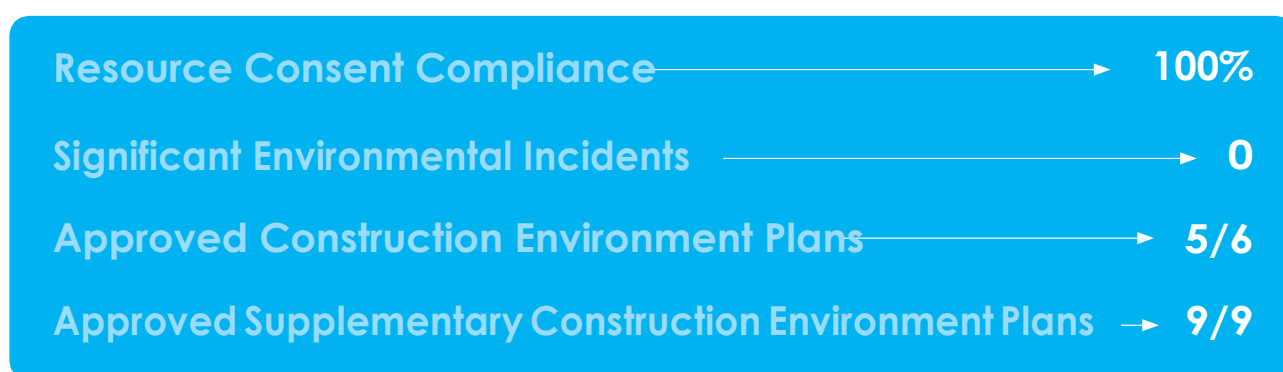 Resource Consent Compliance 100%
Significant Environmental Incidents 0
Approved Construction Environment Plans 5/6
Approved Supplementary Construction Environment Plans 9/9